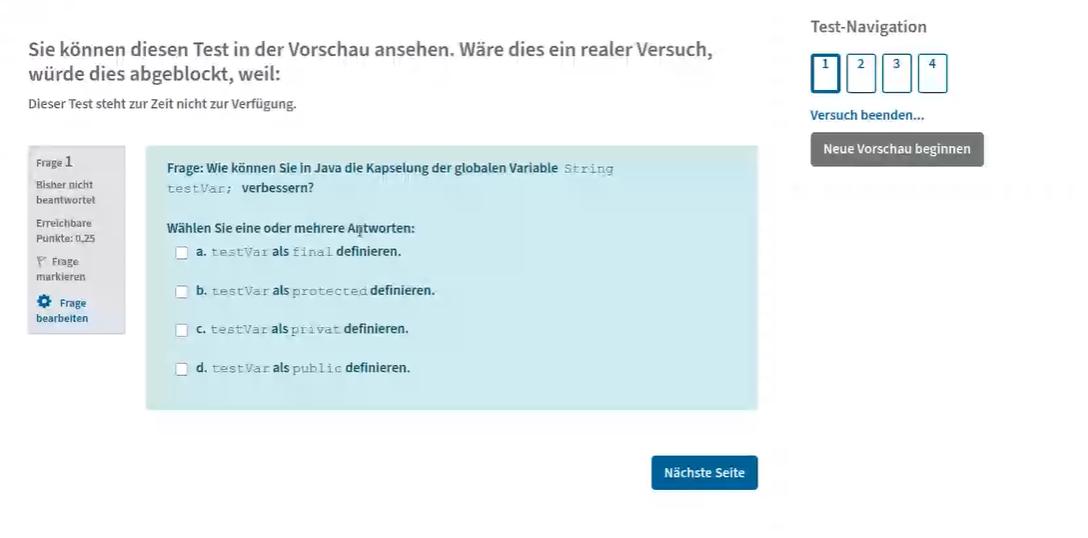 Sie können diesen Test in der Vorschau ansehen. Wäre dies ein realer Versuch,
würde dies abgeblockt, weil:
Dieser Test steht zur Zeit nicht zur Verfügung.
Frage 1
Bisher nicht
beantwortet
Erreichbare
Punkte: 0,25
Frage
markieren
Frage
bearbeiten
Frage: Wie können Sie in Java die Kapselung der globalen Variable String
testVar; verbessern?
Wählen Sie eine oder mehrere Antworten:
a. testVar als final definieren.
b. testVar als protected definieren.
c. testVar als privat definieren.
d. testVar als public definieren.
Nächste Seite
Test-Navigation
1 2 3 4
Versuch beenden...
Neue Vorschau beginnen